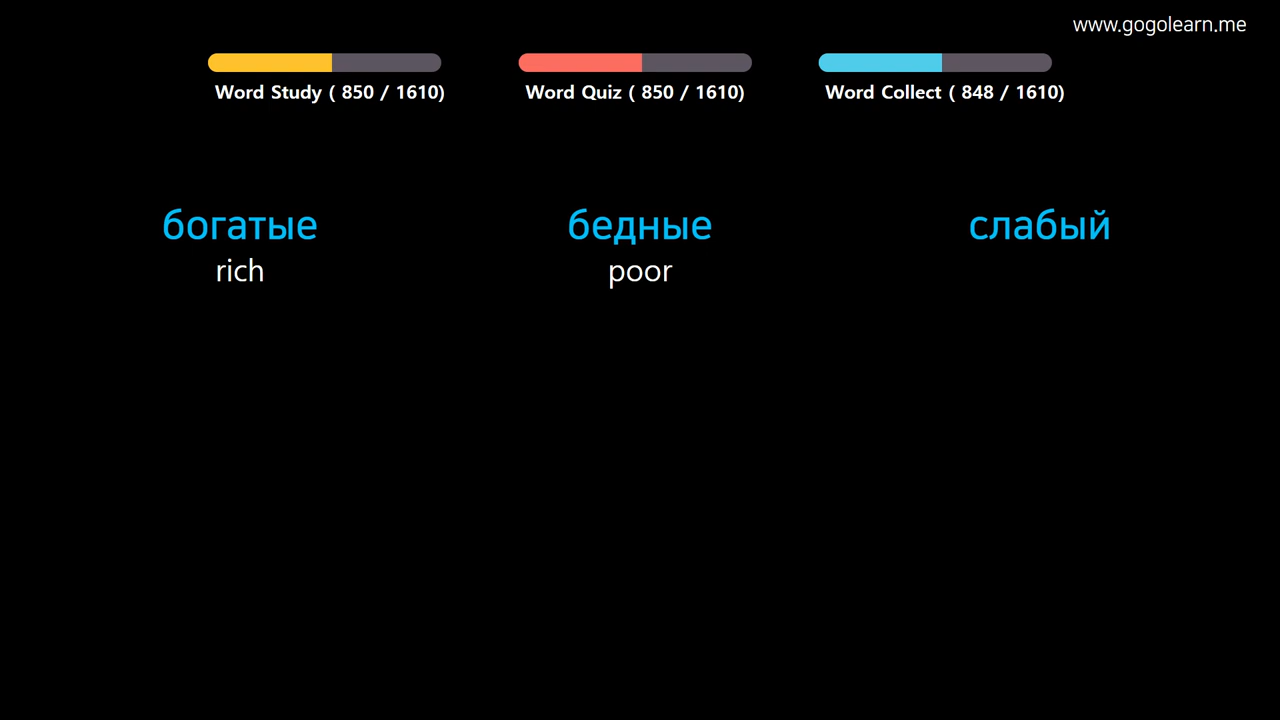 www.gogolearn.me
Word Study ( 850 / 1610)
Word Quiz ( 850 / 1610)
Word Collect ( 848 / 1610)
богатые
rich
бедные
poor
слабый